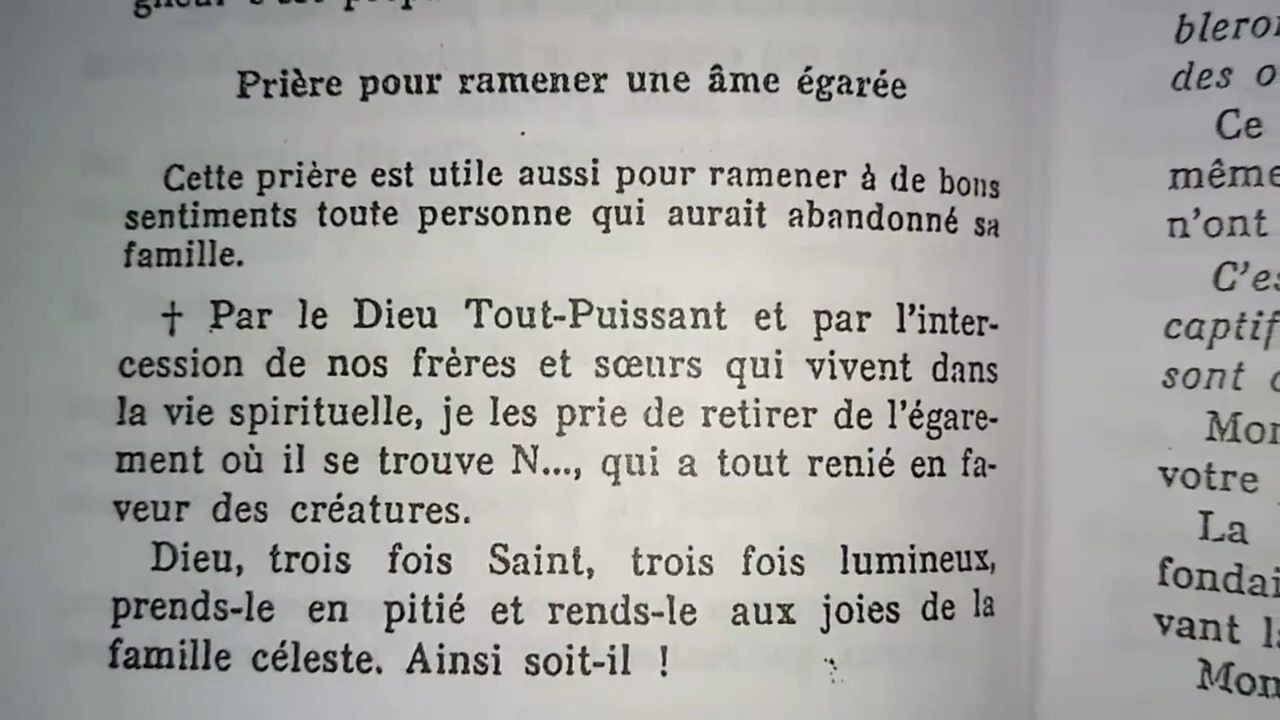 Prière pour ramener une âme égarée
Cette prière est utile aussi pour ramener à de bons
sentiments toute personne qui aurait abandonné sa
famille.
† Par le Dieu Tout-Puissant et par l'inter-
cession de nos frères et sœurs qui vivent dans
la vie spirituelle, je les prie de retirer de l'égare-
ment où il se trouve N..., qui a tout renié en fa-
veur des créatures.
Dieu, trois fois Saint, trois fois lumineux,
prends-le en pitié et rends-le aux joies de la
famille céleste. Ainsi soit-il !
des
Ce
même
n'ont
captif
sont
votre
La
vant